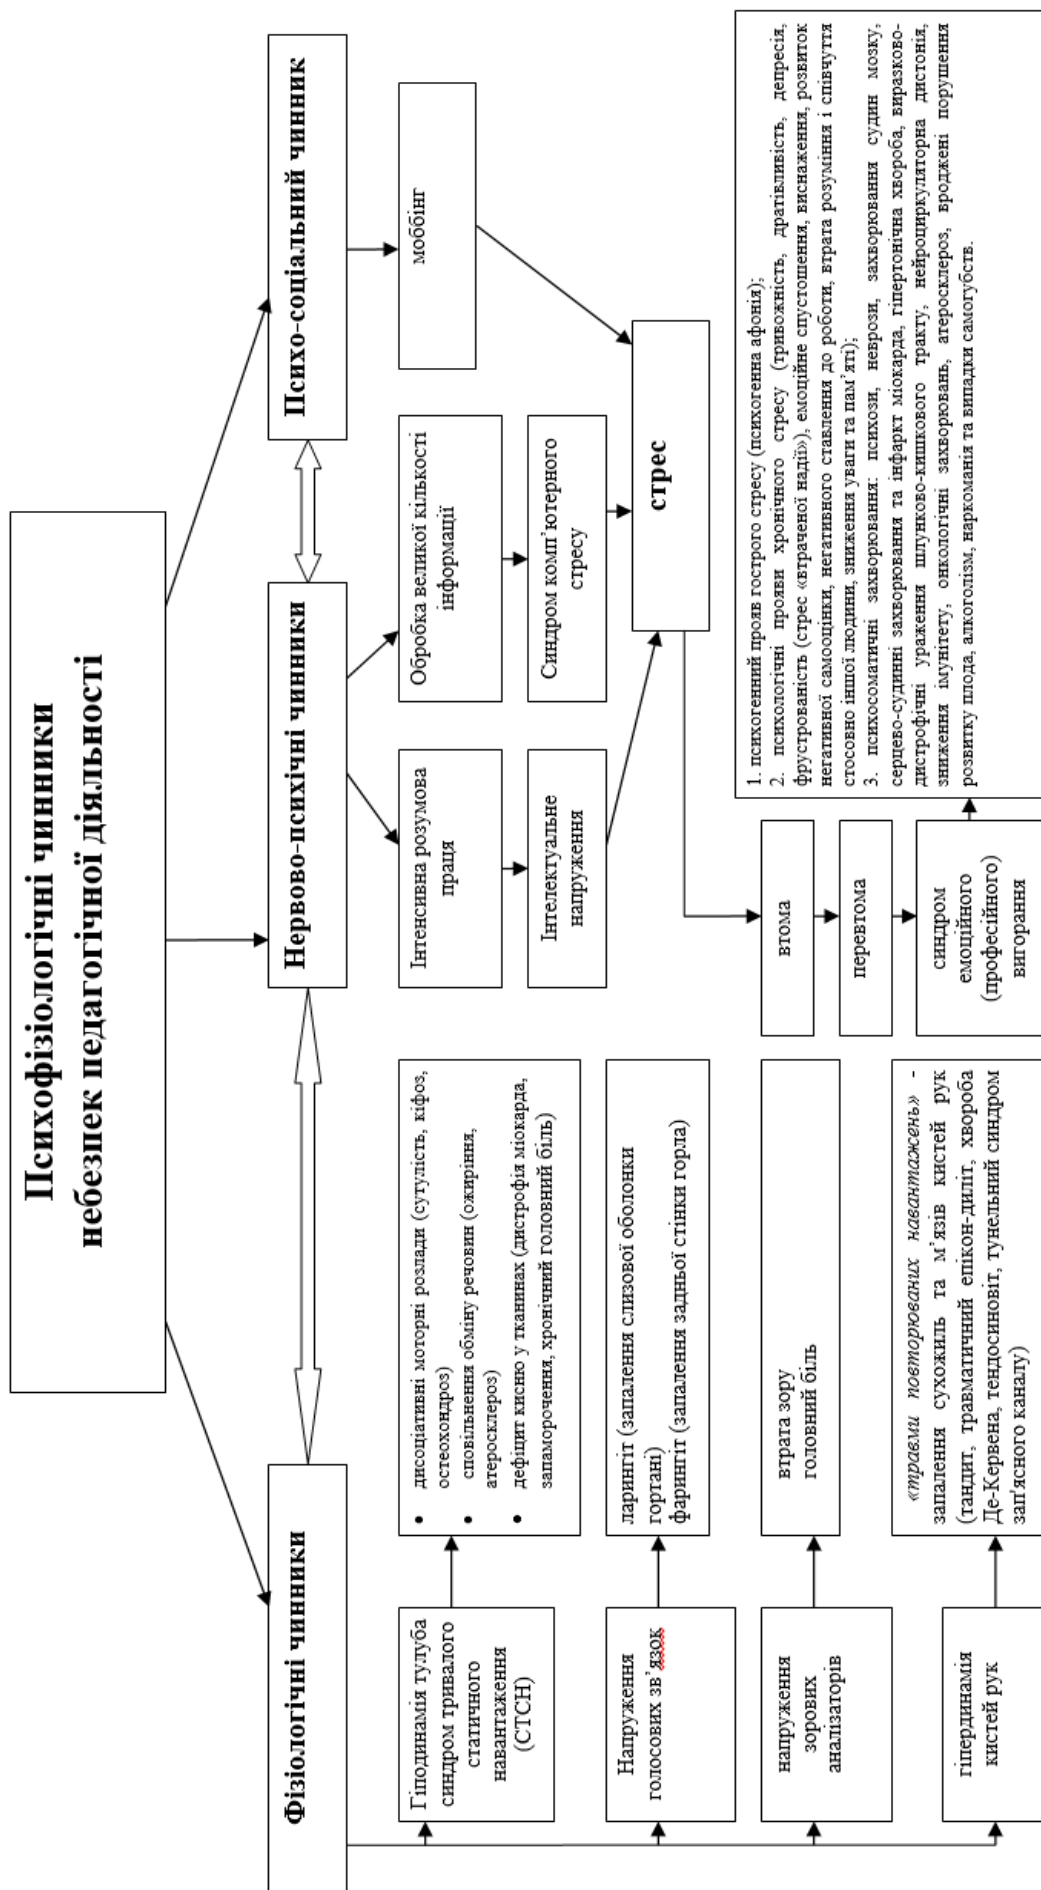 Психофізіологічні чинники
небезпек педагогічної діяльності
Фізіологічні чинники
Нервово-психічні чинники
Психо-соціальний чинник
Гіподинамія тулуба
синдром тривалого
статичного
навантаження
(СТСН)
• дисоціативні моторні розлади (сутулість, кіфоз,
остеохондроз)
• сповільнення обміну речовин (ожиріння,
атеросклероз)
• дефіцит кисню у тканинах (дистрофія міокарда,
запаморочення, хронічний головний біль)
Інтенсивна розумова
праця
Обробка великої кількості
інформації
моббінг
Інтелектуальне
напруження
Синдром комп’ютерного
стресу
Напруження
голосових зв’язок
ларингіт (запалення слизової оболонки
гортані)
фарингіт (запалення задньої стінки горла)
стрес
напруження
зорових
аналізаторів
втрата зору
головний біль
втома
перевтома
гіпердинамія
кистей рук
«травми повторюваних навантажень» -
запалення сухожиль та м’язів кистей рук
(тандит, травматичний епікон-диліт, хвороба
Де-Кервена, тендосиновіт, тунельний синдром
зап'ясного каналу)
синдром
емоційного
(професійного)
вигорання
1. психогенний прояв гострого стресу (психогенна афонія);
2. психологічні прояви хронічного стресу (тривожність, дратівливість, депресія,
фрустрованість (стрес «втраченої надії»), емоційне спустошення, виснаження, розвиток
негативної самооцінки, негативного ставлення до роботи, втрата розуміння і співчуття
стосовно іншої людини, зниження уваги та пам’яті);
3. психосоматичні захворювання: психози, неврози, захворювання судин мозку,
серцево-судинні захворювання та інфаркт міокарда, гіпертонічна хвороба, виразково-
дистрофічні ураження шлунково-кишкового тракту, нейроциркуляторна дистонія,
зниження імунітету, онкологічні захворювань, атеросклероз, вроджені порушення
розвитку плода, алкоголізм, наркоманія та випадки самогубств.